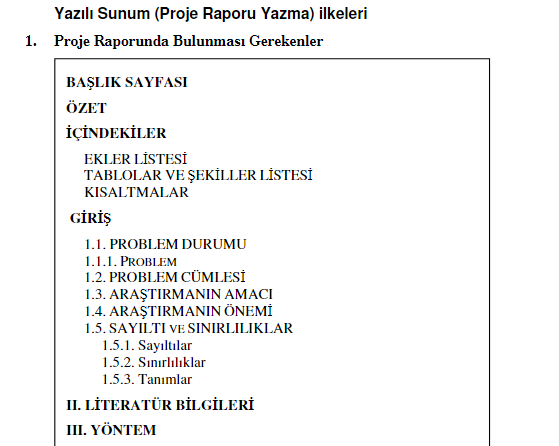 Yazılı Sunum (Proje Raporu Yazma) ilkeleri
1. Proje Raporunda Bulunması Gerekenler
BAŞLIK SAYFASI
ÖZET
İÇİNDEKİLER
EKLER LİSTESİ
TABLOLAR VE ŞEKİLLER LİSTESİ
KISALTMALAR
GİRİŞ
1.1. PROBLEM DURUMU
1.1.1. PROBLEM
1.2. PROBLEM CÜMLESİ
1.3. ARAŞTIRMANIN AMACI
1.4. ARAŞTIRMANIN ÖNEMİ
1.5. SAYILTI VE SINIRLILIKLAR
1.5.1. Sayıltılar
1.5.2. Sınırlılıklar
1.5.3. Tanımlar
II. LİTERATÜR BİLGİLERİ
III. YÖNTEM